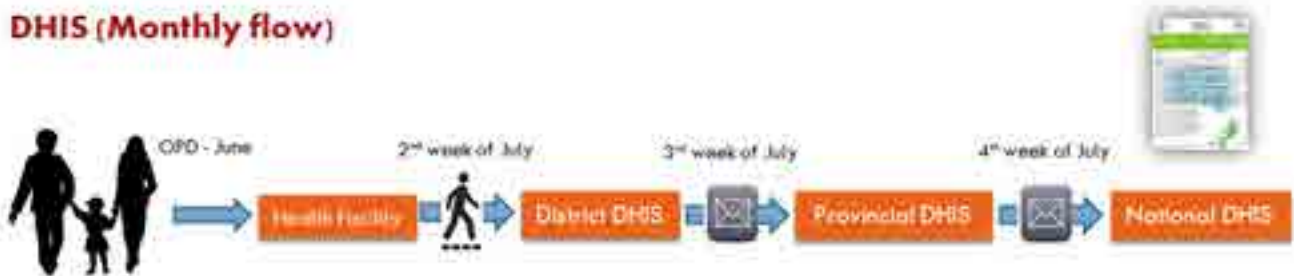 DHIS (Monthly flow)
OPD - June
2nd week of July
3rd week of July
4th week of July
Health Facility
District DHIS
Provincial DHIS
National DHIS